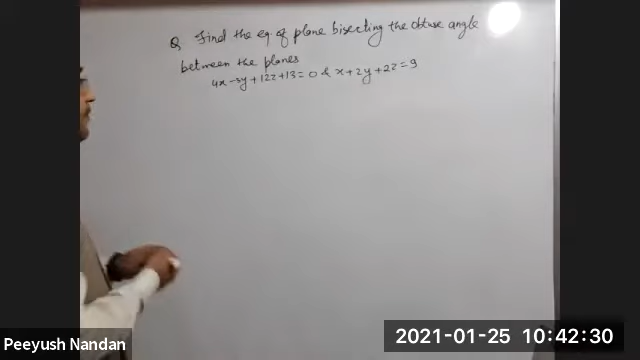 Q Find the eq of plane bisecting the obtuse angle
between the planes
4x-3y+12z+13=0 & x+2y+2z=9
Peeyush Nandan
2021-01-25 10:42:30